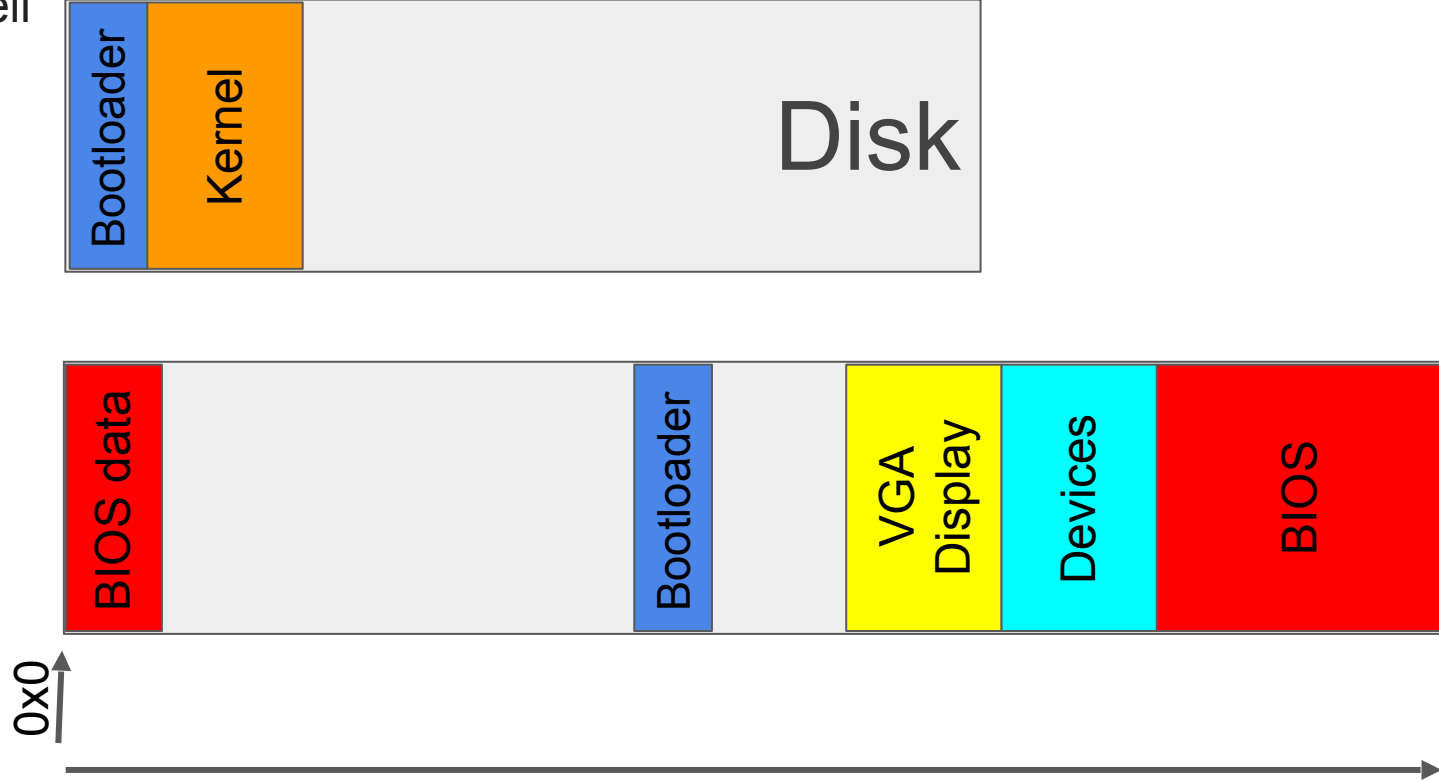 Bootloader
Kernel
Disk
BIOS data
Bootloader
VGA
Display
Devices
BIOS
0x0